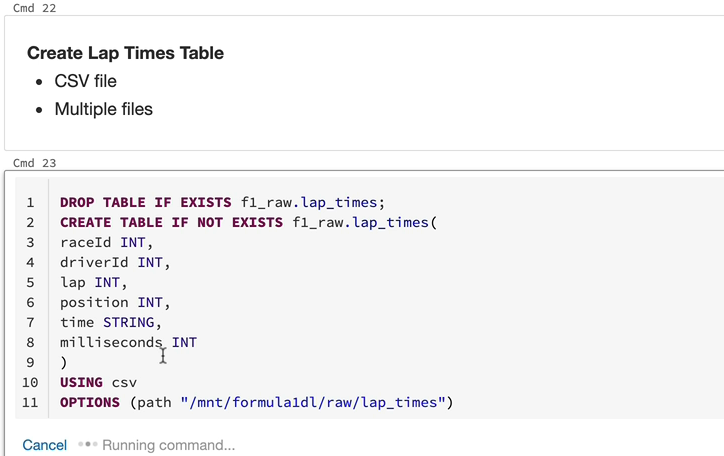 Cmd 22
Create Lap Times Table
• CSV file
• Multiple files
Cmd 23
1 DROP TABLE IF EXISTS f1_raw.lap_times;
2 CREATE TABLE IF NOT EXISTS f1_raw.lap_times(
3 raceId INT,
4 driverId INT,
5 lap INT,
6 position INT,
7 time STRING,
8 milliseconds INT
9 )
10 USING csv
11 OPTIONS (path "/mnt/formula1dl/raw/lap_times")
Cancel Running command...